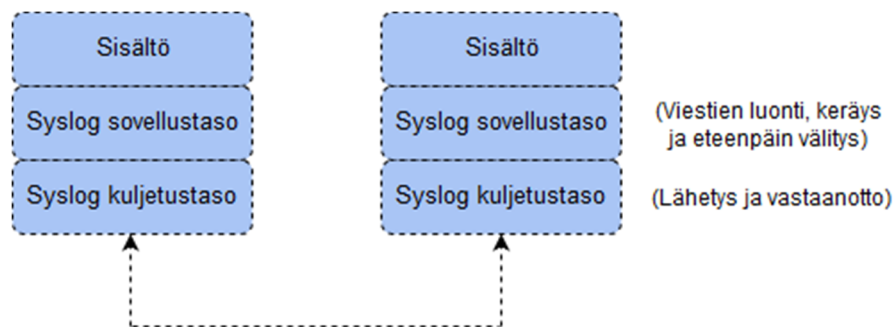 Sisältö
Sisältö
Syslog sovellustaso
Syslog sovellustaso
(Viestien luonti, keräys
ja eteenpäin välitys)
Syslog kuljetustaso
Syslog kuljetustaso
(Lähetys ja vastaanotto)